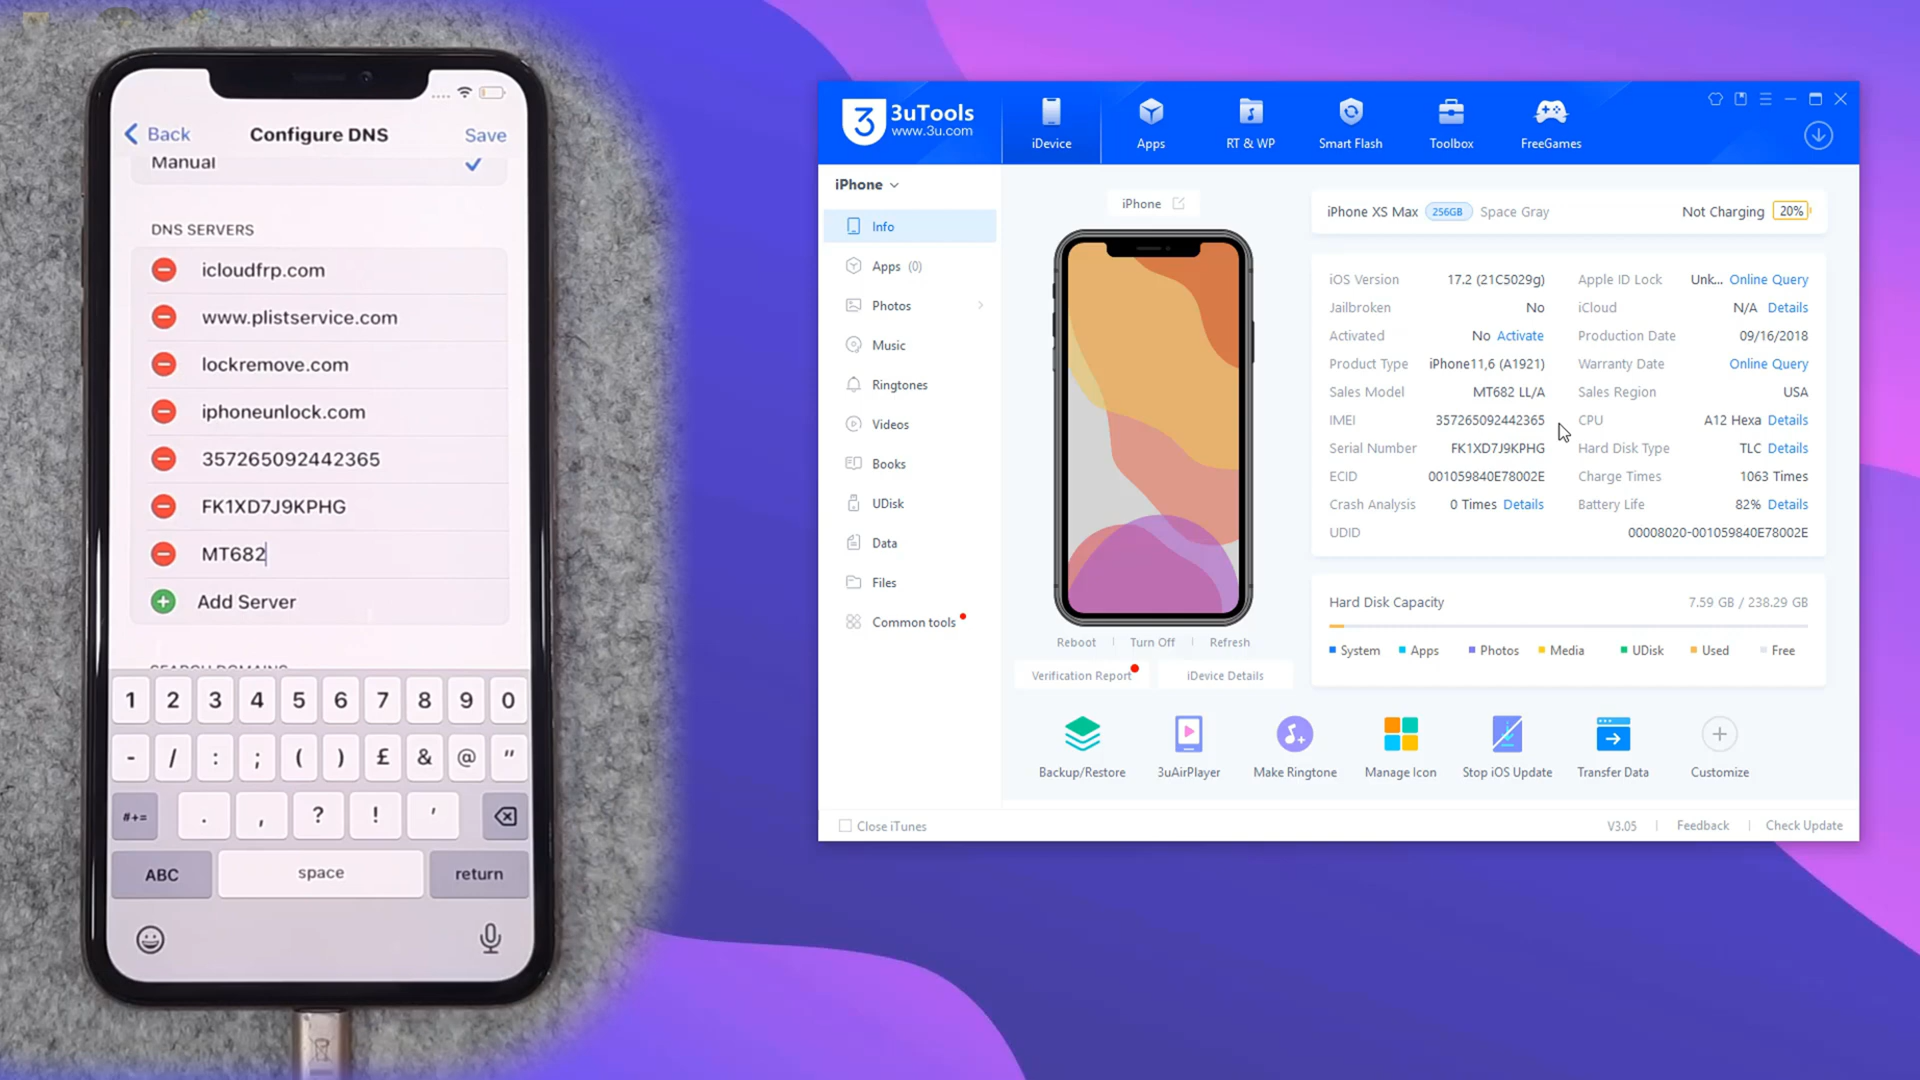 Back
Configure DNS
Save
Manual
DNS SERVERS
icloudfrp.com
www.plistservice.com
lockremove.com
iphoneunlock.com
357265092442365
FK1XD7J9KPHG
MT682
Add Server
SEARCH DOMAINS
1 2 3 4 5 6 7 8 9 0
- / : ; ( ) £ & @ "
#+= . , ? ! '
ABC space return
3 3uTools
www.3u.com
iDevice
Apps
RT & WP
Smart Flash
Toolbox
FreeGames
iPhone
Info
Apps (0)
Photos
Music
Ringtones
Videos
Books
UDisk
Data
Files
Common tools
iPhone
Reboot
Turn Off
Refresh
Verification Report
iDevice Details
iPhone XS Max 256GB Space Gray Not Charging 20%
iOS Version 17.2 (21C5029g) Apple ID Lock Unk... Online Query
Jailbroken No iCloud N/A Details
Activated No Activate Production Date 09/16/2018
Product Type iPhone11,6 (A1921) Warranty Date Online Query
Sales Model MT682 LL/A Sales Region USA
IMEI 357265092442365 CPU A12 Hexa Details
Serial Number FK1XD7J9KPHG Hard Disk Type TLC Details
ECID 001059840E78002E Charge Times 1063 Times
Crash Analysis 0 Times Details Battery Life 82% Details
UDID 00008020-001059840E78002E
Hard Disk Capacity 7.59 GB / 238.29 GB
System Apps Photos Media UDisk Used Free
Backup/Restore
3uAirPlayer
Make Ringtone
Manage Icon
Stop iOS Update
Transfer Data
Customize
Close iTunes
V3.05
Feedback
Check Update